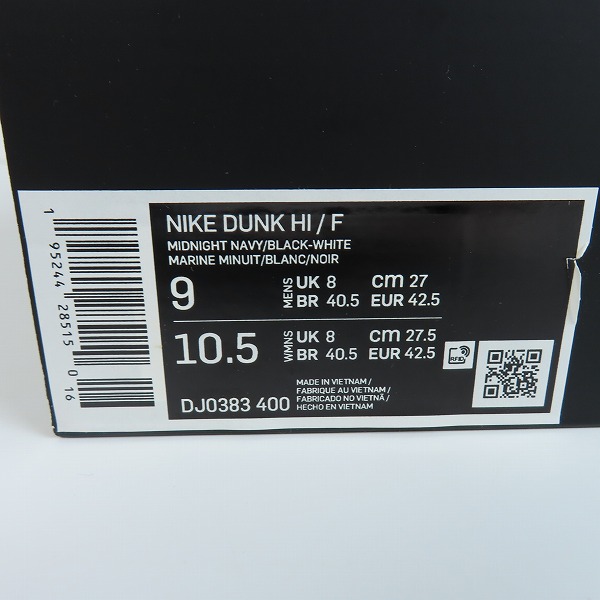 1 95244 28515 0 16
NIKE DUNK HI / F
MIDNIGHT NAVY/BLACK-WHITE
MARINE MINUIT/BLANC/NOIR
9 MENS UK 8 cm 27
BR 40.5 EUR 42.5
10.5 WMNS UK 8 cm 27.5
BR 40.5 EUR 42.5
RFID
DJ0383 400
MADE IN VIETNAM /
FABRIQUE AU VIETNAM /
FABRICADO NO VIETNÃ /
HECHO EN VIETNAM